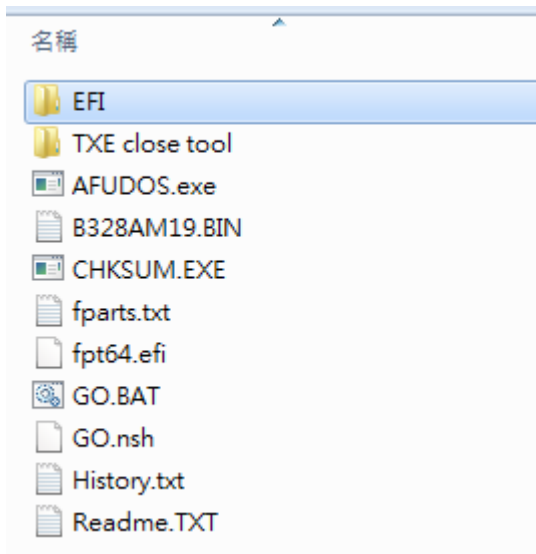 名稱
EFI
TXE close tool
AFUDOS.exe
B328AM19.BIN
CHKSUM.EXE
fparts.txt
fpt64.efi
GO.BAT
GO.nsh
History.txt
Readme.TXT